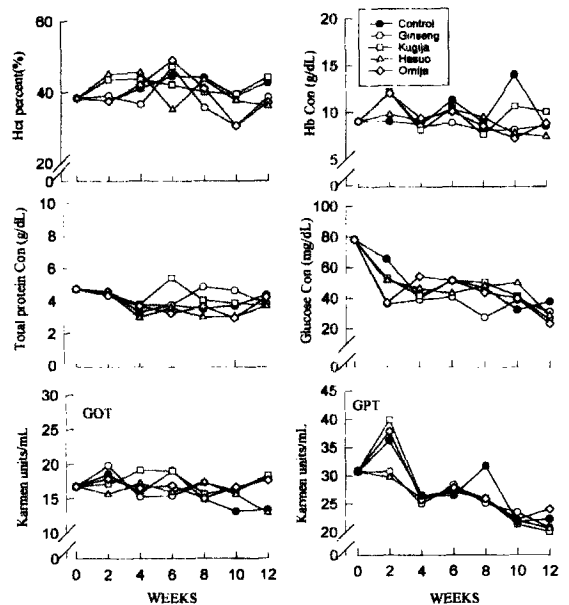 Hct percent(%)
60
40
20
0
Hb Con (g/dL)
20
15
10
5
0
Control
Ginseng
Kugija
Hasuo
Omija
Total protein Con (g/dL)
10
8
6
4
2
0
Glucose Con (mg/dL)
100
80
60
40
20
0
GOT
Karmen units/mL
30
25
20
15
10
0
GPT
Karmen units/mL
45
40
35
30
25
20
0
0 2 4 6 8 10 12
WEEKS
0 2 4 6 8 10 12
WEEKS